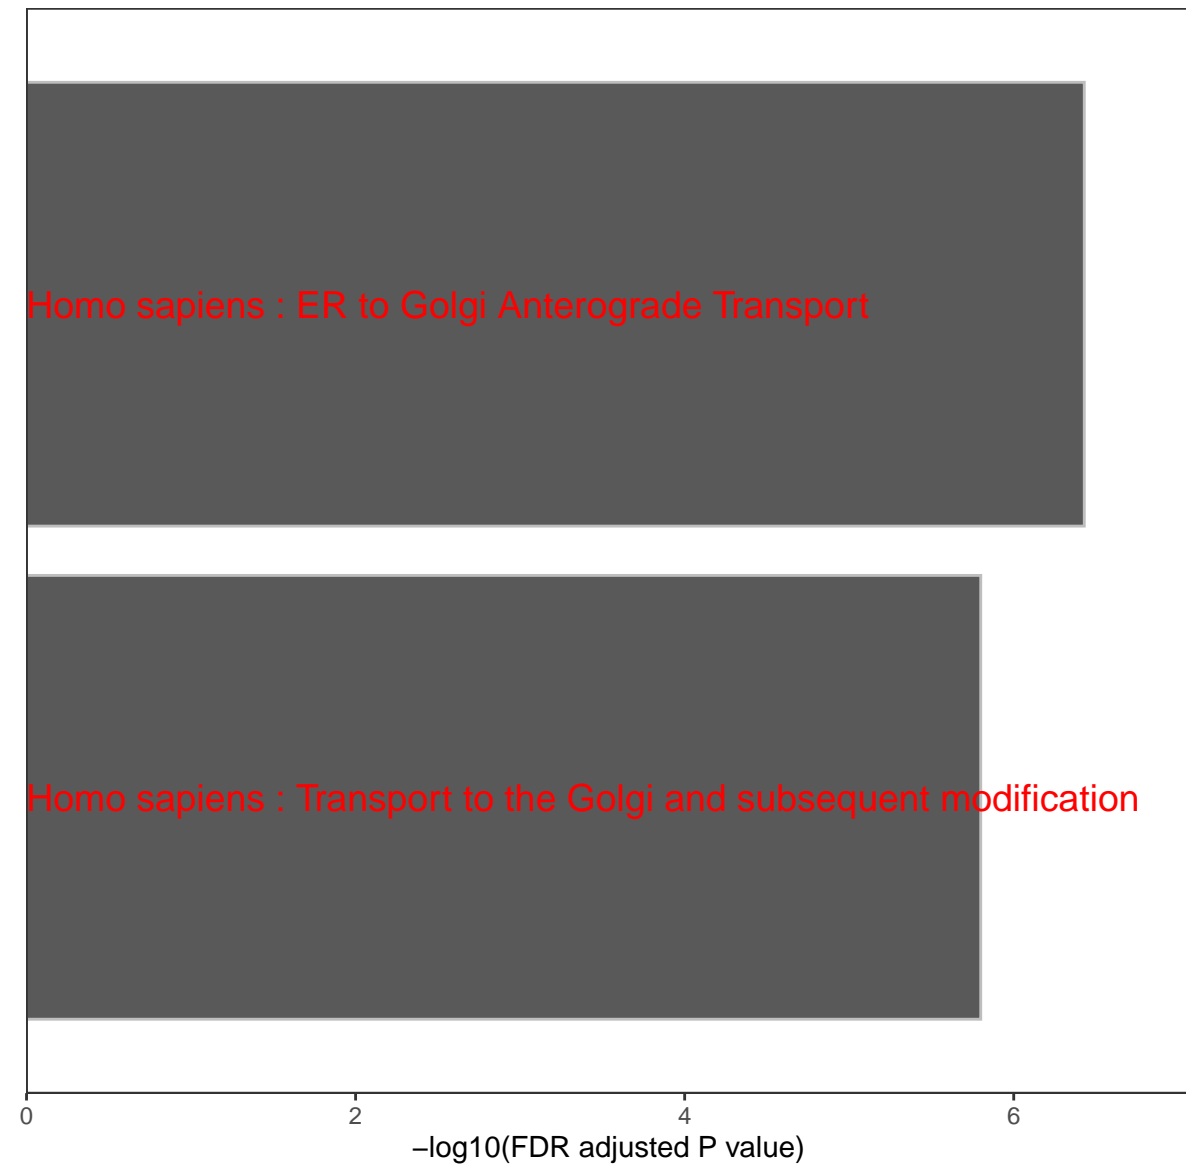 Homo sapiens : ER to Golgi Anterograde Transport
Homo sapiens : Transport to the Golgi and subsequent modification
0 2 4 6
−log10(FDR adjusted P value)